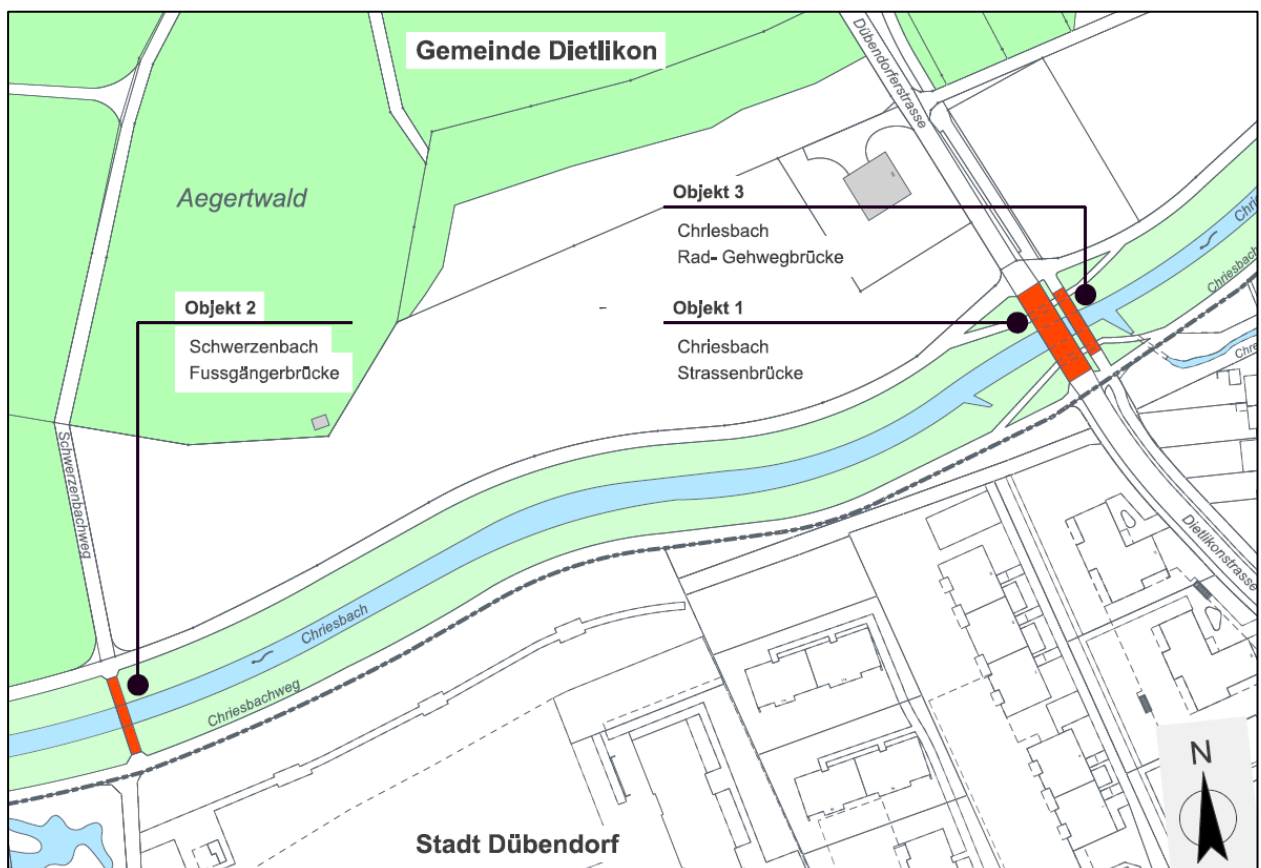 Gemeinde Dietlikon
Dübendorferstrasse
Aegertwald
Objekt 3
Chriesbach
Rad- Gehwegbrücke
Objekt 2
Schwerzenbach
Fussgängerbrücke
Objekt 1
Chriesbach
Strassenbrücke
Chriesbach
Schwerzenbachweg
Dietlikonstrasse
Chriesbach
Chriesbachweg
Stadt Dübendorf
N